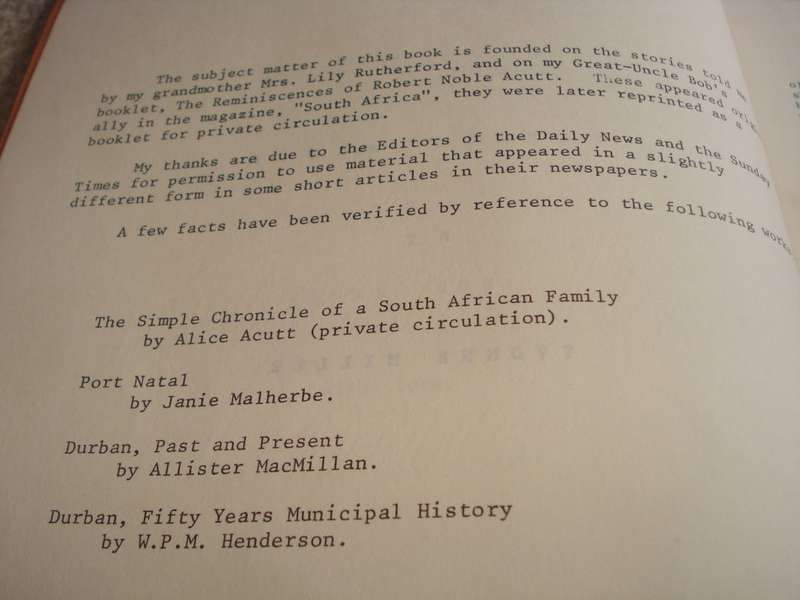 The subject matter of this book is founded on the stories told me
by my grandmother Mrs. Lily Rutherford, and on my Great-Uncle Bob's
booklet, The Reminiscences of Robert Noble Acutt. These appeared origin-
ally in the magazine, "South Africa", they were later reprinted as a
booklet for private circulation.
My thanks are due to the Editors of the Daily News and the Sunday
Times for permission to use material that appeared in a slightly
different form in some short articles in their newspapers.
A few facts have been verified by reference to the following works
The Simple Chronicle of a South African Family
by Alice Acutt (private circulation).
Port Natal
by Janie Malherbe.
Durban, Past and Present
by Allister MacMillan.
Durban, Fifty Years Municipal History
by W.P.M. Henderson.